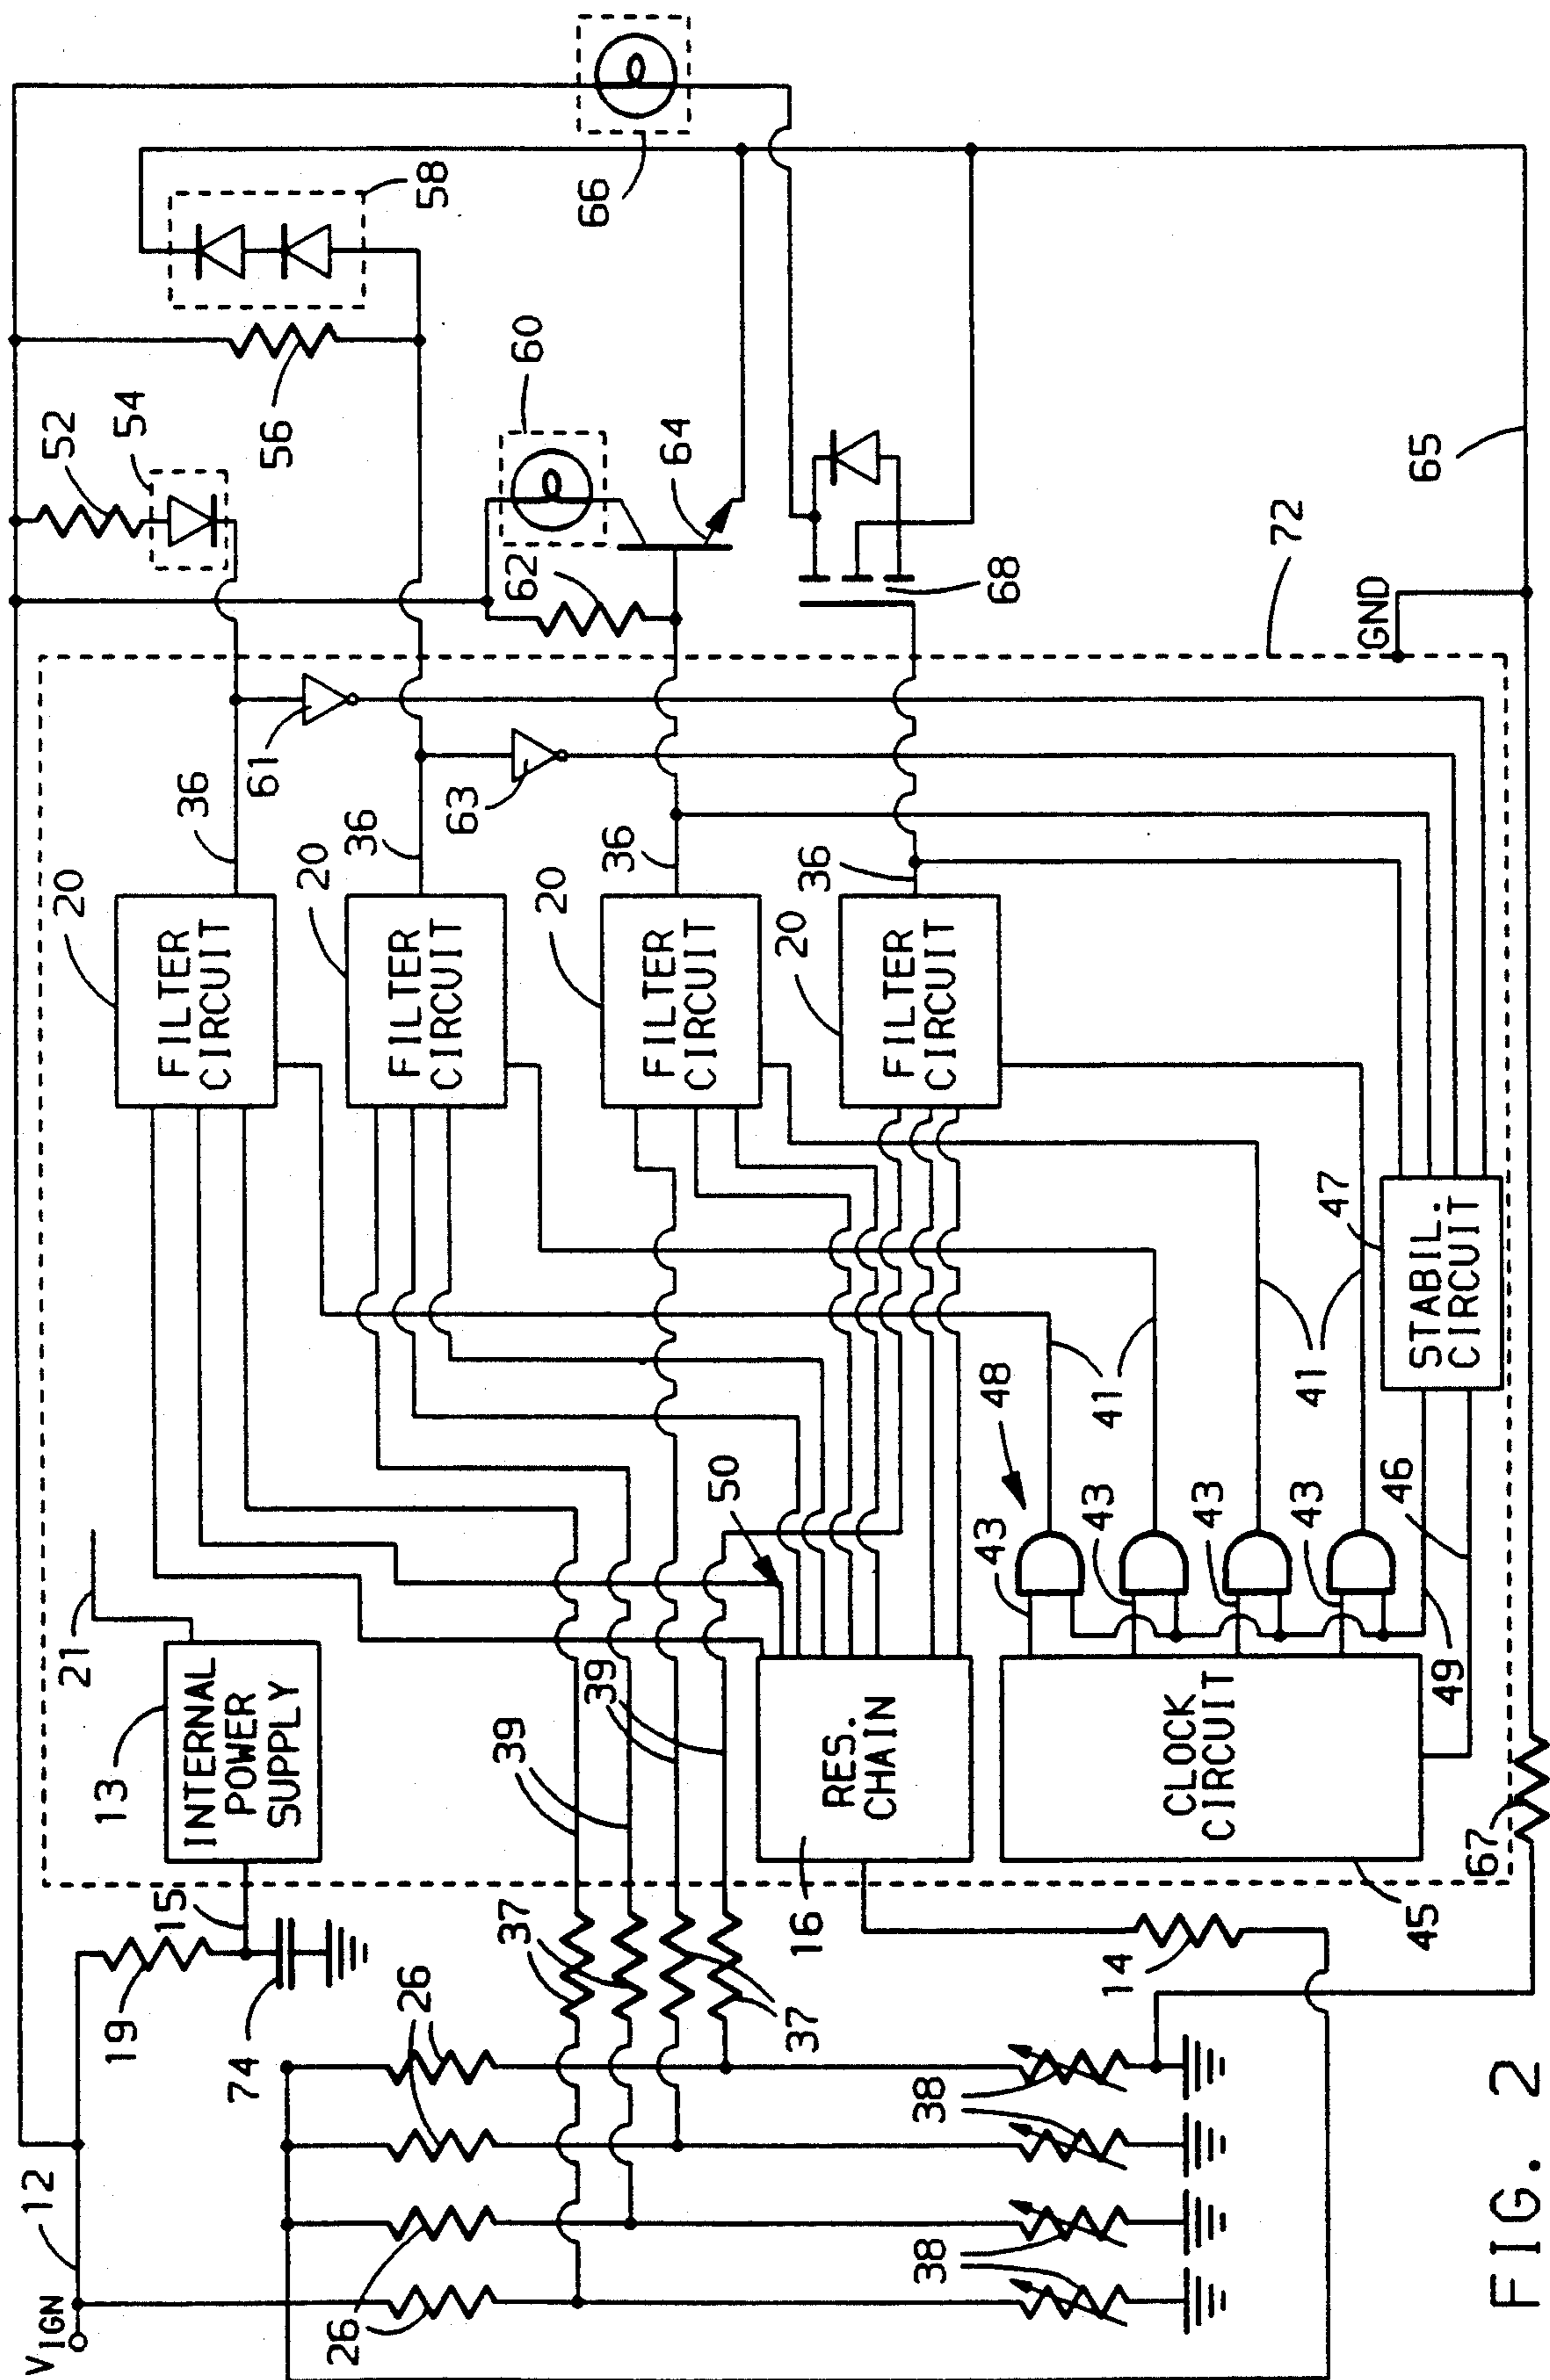 V IGN
12
19
15
74
13
INTERNAL
POWER
SUPPLY
21
20
FILTER
CIRCUIT
36
61
52
54
56
58
20
FILTER
CIRCUIT
36
63
60
62
64
66
20
FILTER
CIRCUIT
36
20
FILTER
CIRCUIT
36
68
26
26
37
37
39
39
50
16
RES.
CHAIN
38
38
14
48
43
43
43
43
41
41
CLOCK
CIRCUIT
45
49
46
47
STABIL.
CIRCUIT
GND
72
65
67
FIG. 2